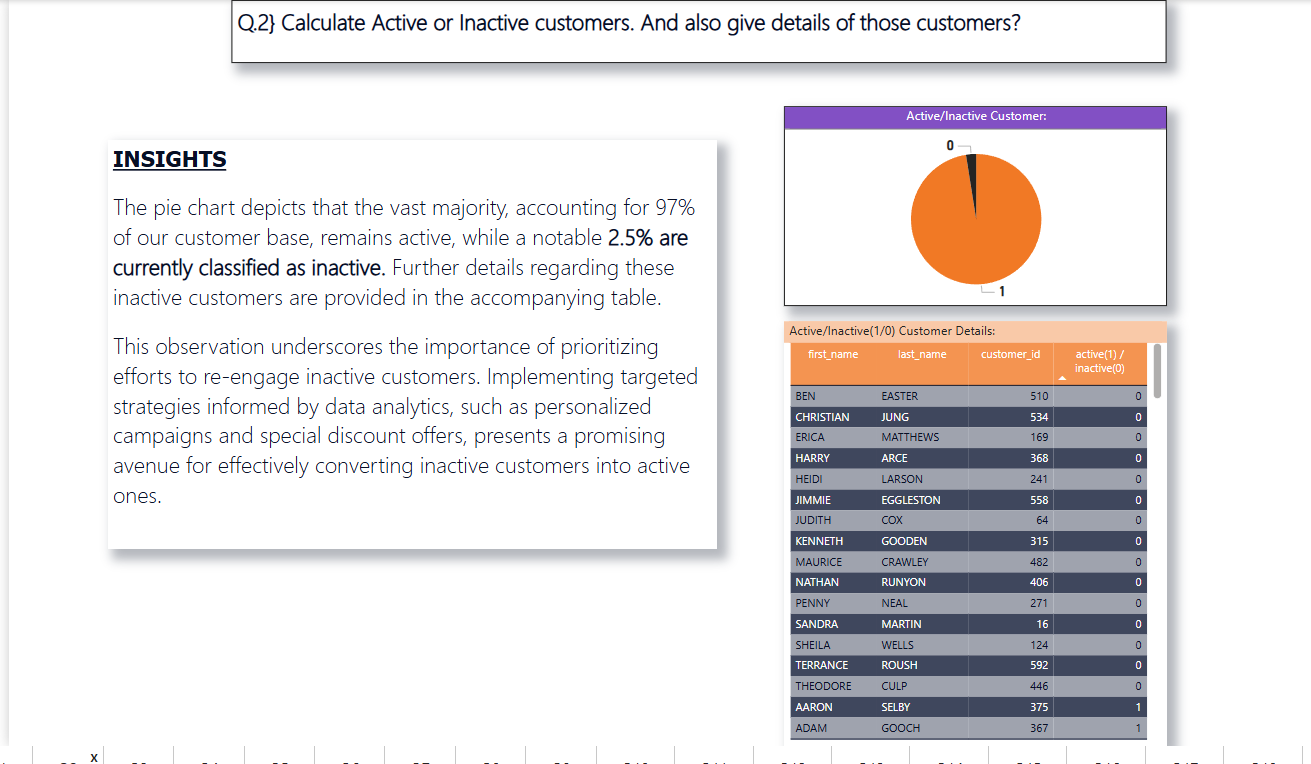 Q.2} Calculate Active or Inactive customers. And also give details of those customers?
INSIGHTS
The pie chart depicts that the vast majority, accounting for 97%
of our customer base, remains active, while a notable 2.5% are
currently classified as inactive. Further details regarding these
inactive customers are provided in the accompanying table.
This observation underscores the importance of prioritizing
efforts to re-engage inactive customers. Implementing targeted
strategies informed by data analytics, such as personalized
campaigns and special discount offers, presents a promising
avenue for effectively converting inactive customers into active
ones.
Active/Inactive Customer:
0
1
Active/Inactive(1/0) Customer Details:
first_name last_name customer_id active(1) /
inactive(0)
BEN EASTER 510 0
CHRISTIAN JUNG 534 0
ERICA MATTHEWS 169 0
HARRY ARCE 368 0
HEIDI LARSON 241 0
JIMMIE EGGLESTON 558 0
JUDITH COX 64 0
KENNETH GOODEN 315 0
MAURICE CRAWLEY 482 0
NATHAN RUNYON 406 0
PENNY NEAL 271 0
SANDRA MARTIN 16 0
SHEILA WELLS 124 0
TERRANCE ROUSH 592 0
THEODORE CULP 446 0
AARON SELBY 375 1
ADAM GOOCH 367 1
x